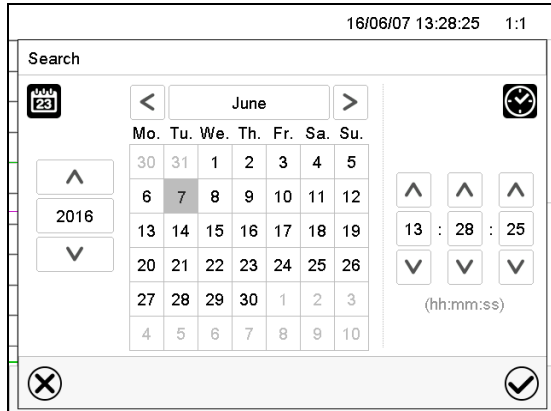 16/06/07 13:28:25 1:1
Search
23
< June >
Mo. Tu. We. Th. Fr. Sa. Su.
30 31 1 2 3 4 5
6 7 8 9 10 11 12
2016
13 : 28 : 25
13 14 15 16 17 18 19
20 21 22 23 24 25 26
27 28 29 30 1 2 3
(hh:mm:ss)
4 5 6 7 8 9 10